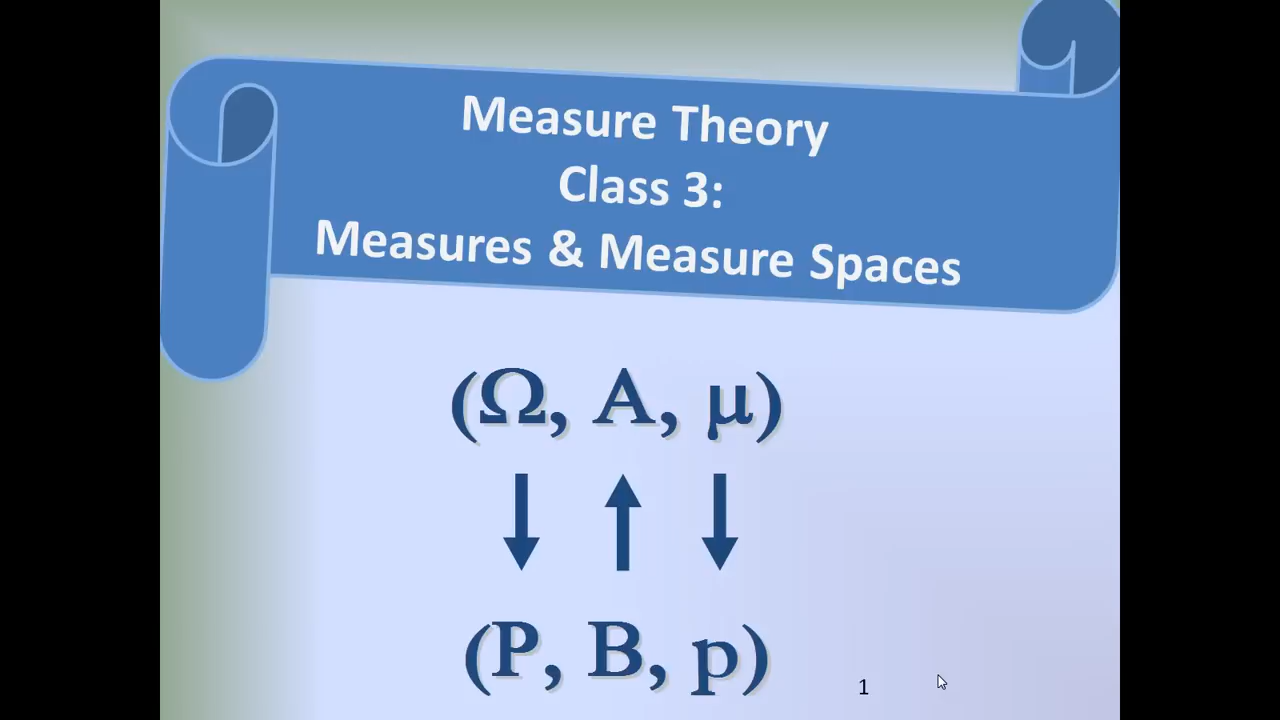 Measure Theory
Class 3:
Measures & Measure Spaces
(Ω, A, μ)
(P, B, p)
1